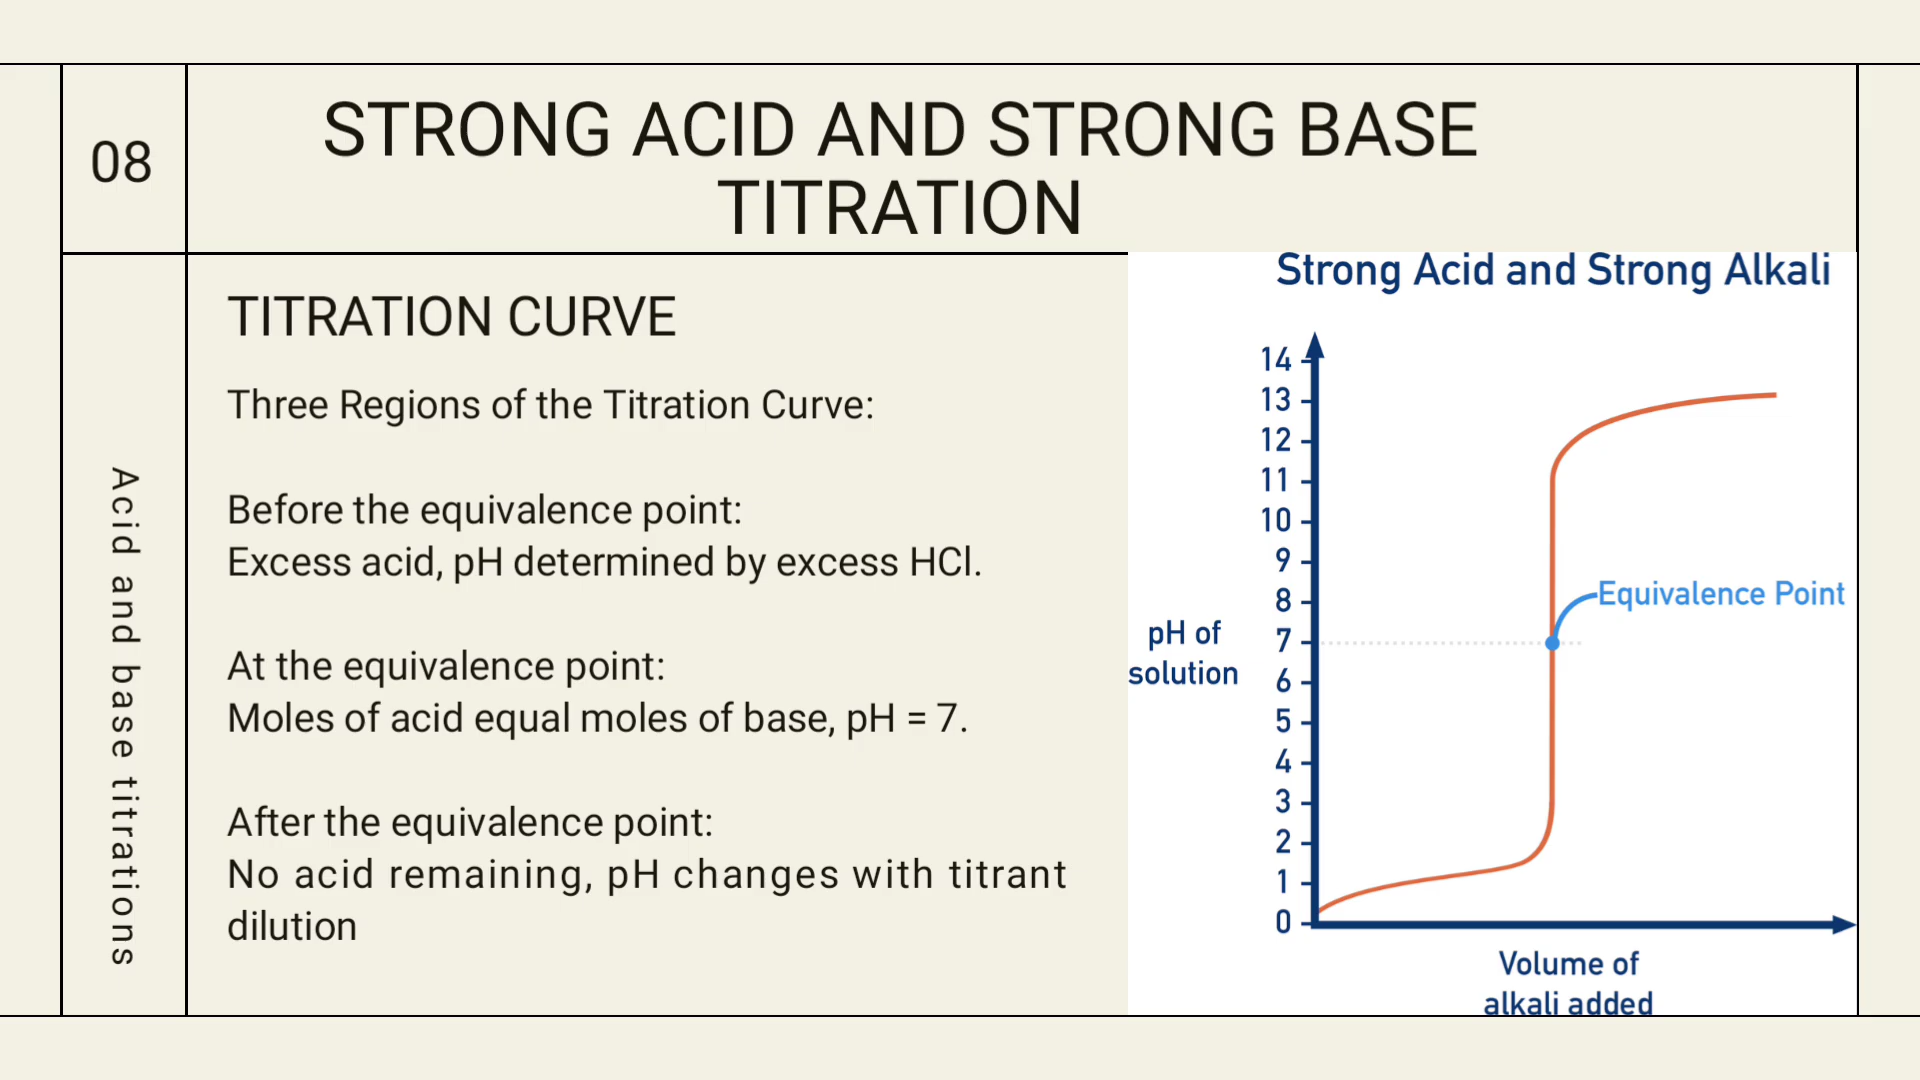 08
STRONG ACID AND STRONG BASE
TITRATION
Acid and base titrations
TITRATION CURVE
Three Regions of the Titration Curve:
Before the equivalence point:
Excess acid, pH determined by excess HCl.
At the equivalence point:
Moles of acid equal moles of base, pH = 7.
After the equivalence point:
No acid remaining, pH changes with titrant
dilution
Strong Acid and Strong Alkali
14
13
12
11
10
9
8
7
6
5
4
3
2
1
0
pH of
solution
Equivalence Point
Volume of
alkali added